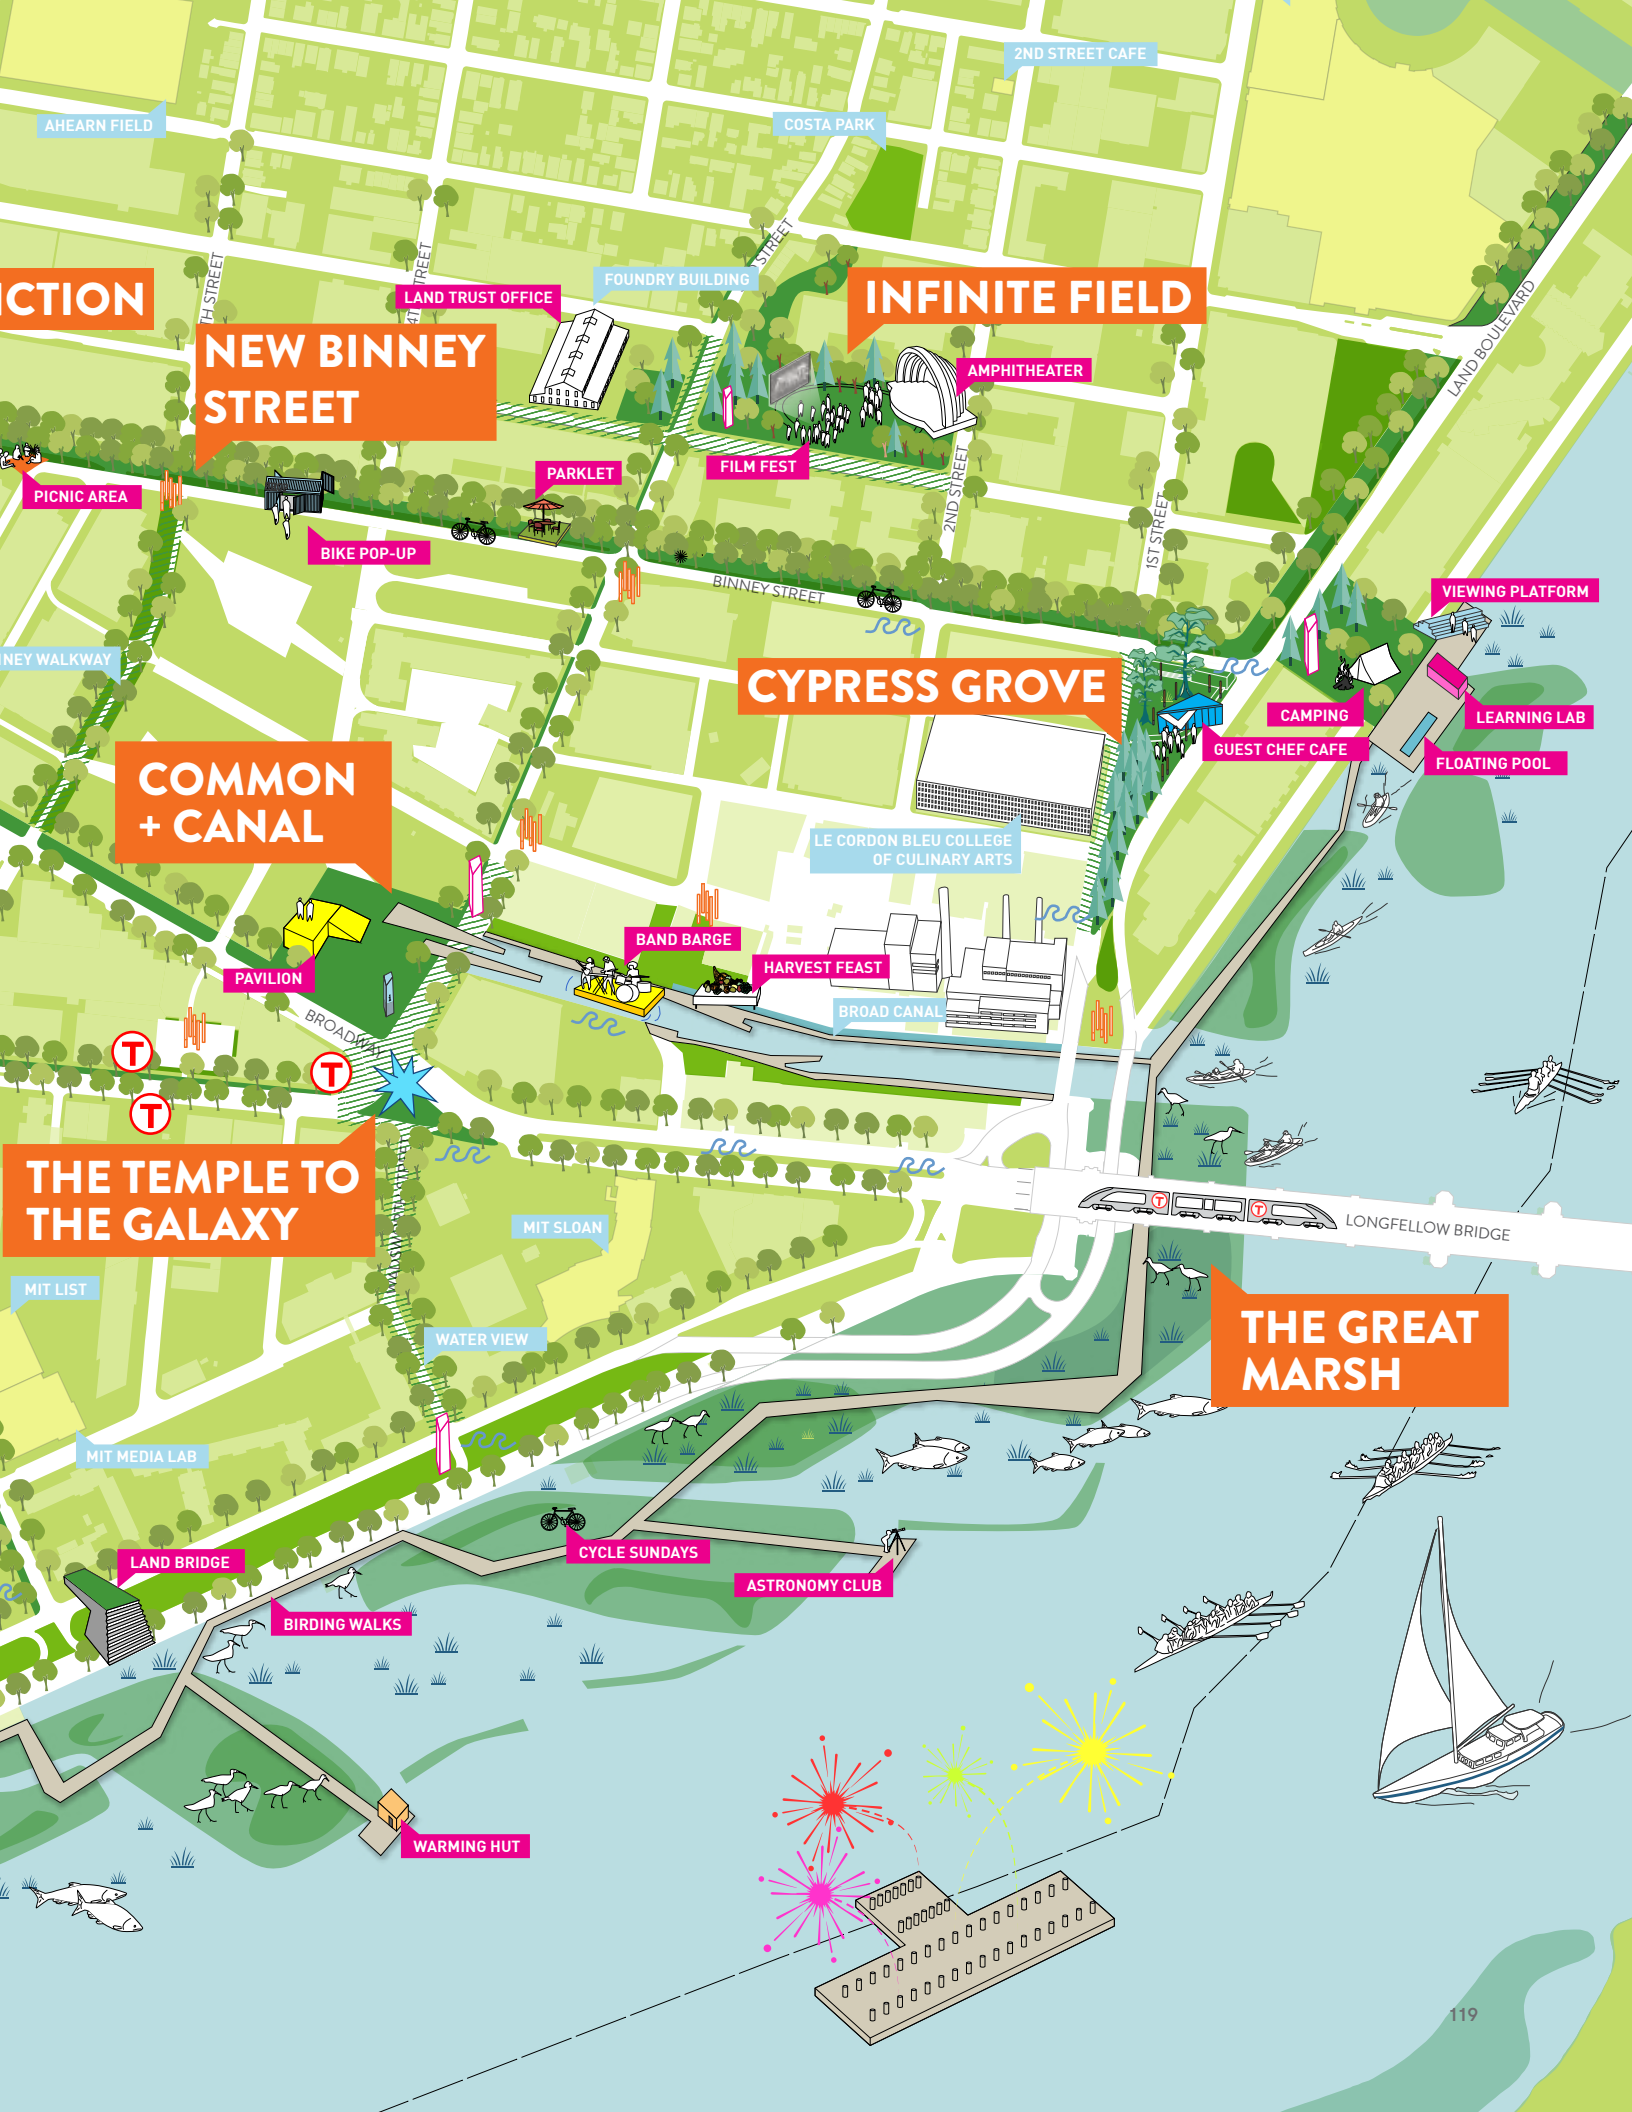 2ND STREET CAFE
AHEARN FIELD
COSTA PARK
STREET
TH STREET
4TH STREET
FOUNDRY BUILDING
LAND TRUST OFFICE
INFINITE FIELD
ICTION
NEW BINNEY
STREET
LAND BOULEVARD
AMPHITHEATER
FILM FEST
PARKLET
PICNIC AREA
2ND STREET
1ST STREET
BIKE POP-UP
BINNEY STREET
VIEWING PLATFORM
NEY WALKWAY
CYPRESS GROVE
CAMPING
LEARNING LAB
GUEST CHEF CAFE
FLOATING POOL
COMMON
+ CANAL
LE CORDON BLEU COLLEGE
OF CULINARY ARTS
BAND BARGE
HARVEST FEAST
PAVILION
BROAD CANAL
BROADWAY
T
T
T
THE TEMPLE TO
THE GALAXY
T
T
LONGFELLOW BRIDGE
MIT SLOAN
MIT LIST
THE GREAT
MARSH
WATER VIEW
MIT MEDIA LAB
CYCLE SUNDAYS
LAND BRIDGE
ASTRONOMY CLUB
BIRDING WALKS
WARMING HUT
119